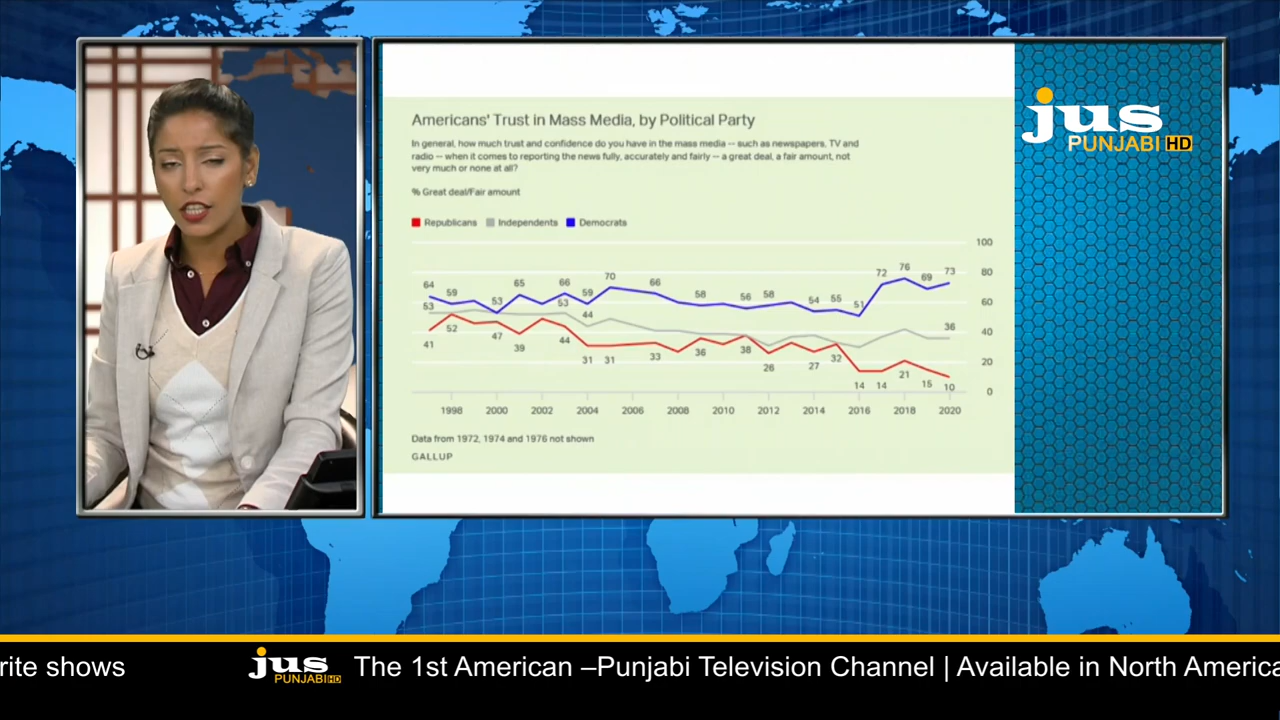 Americans' Trust in Mass Media, by Political Party
In general, how much trust and confidence do you have in the mass media -- such as newspapers, TV and
radio -- when it comes to reporting the news fully, accurately and fairly -- a great deal, a fair amount, not
very much or none at all?
% Great deal/Fair amount
Republicans Independents Democrats
100
80
60
40
20
0
64 59 53 65 66 59 70 66 58 56 58 54 55 51 72 76 69 73
53 53 44 36
41 52 47 39 44 31 31 33 36 38 26 27 32 14 14 21 15 10
1998 2000 2002 2004 2006 2008 2010 2012 2014 2016 2018 2020
Data from 1972, 1974 and 1976 not shown
GALLUP
jus
PUNJABI HD
rite shows
jus
PUNJABI HD
The 1st American –Punjabi Television Channel | Available in North America